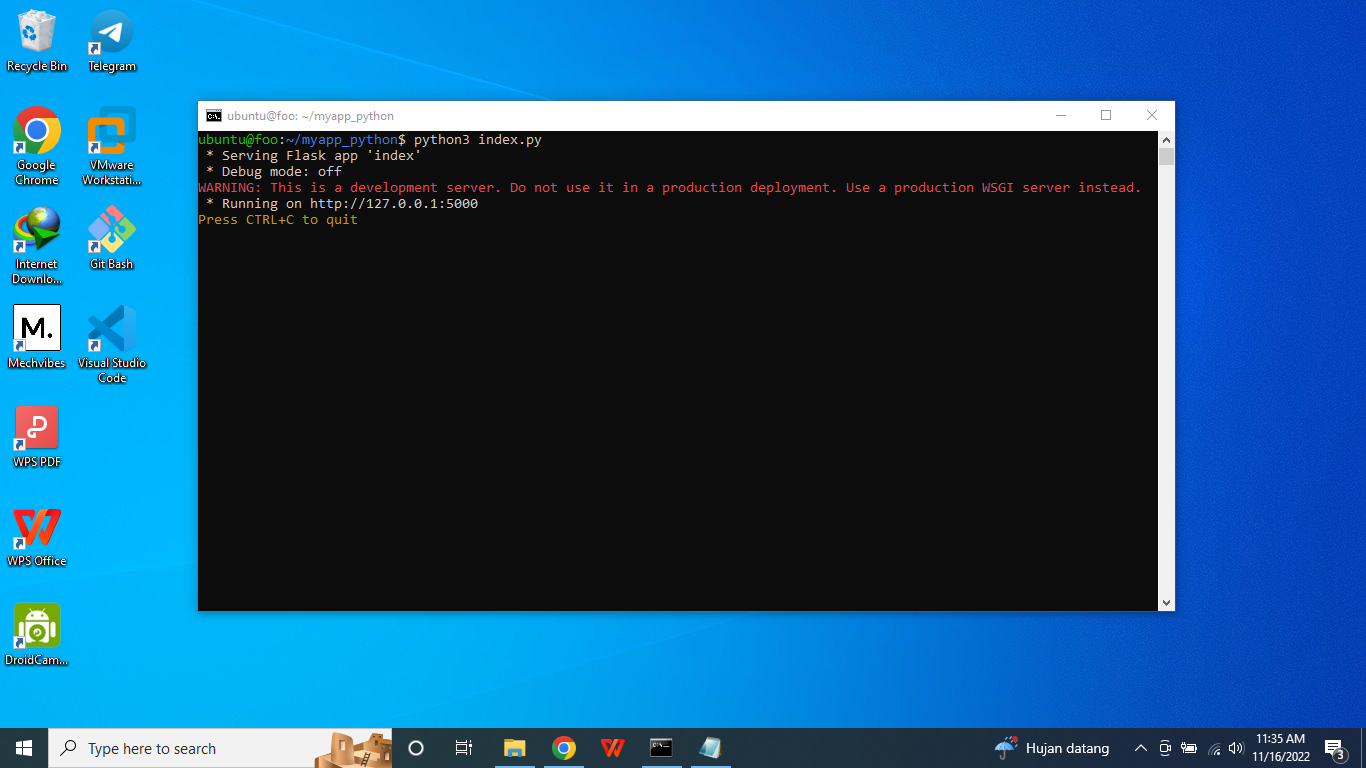 Recycle Bin
Telegram
Google
Chrome
VMware
Workstati...
Internet
Downlo...
Git Bash
M.
Mechvibes
Visual Studio
Code
WPS PDF
WPS Office
DroidCam...
C:\.
ubuntu@foo: ~/myapp_python
ubuntu@foo:~/myapp_python$ python3 index.py
* Serving Flask app 'index'
* Debug mode: off
WARNING: This is a development server. Do not use it in a production deployment. Use a production WSGI server instead.
* Running on http://127.0.0.1:5000
Press CTRL+C to quit
Type here to search
Hujan datang
11:35 AM
11/16/2022
3